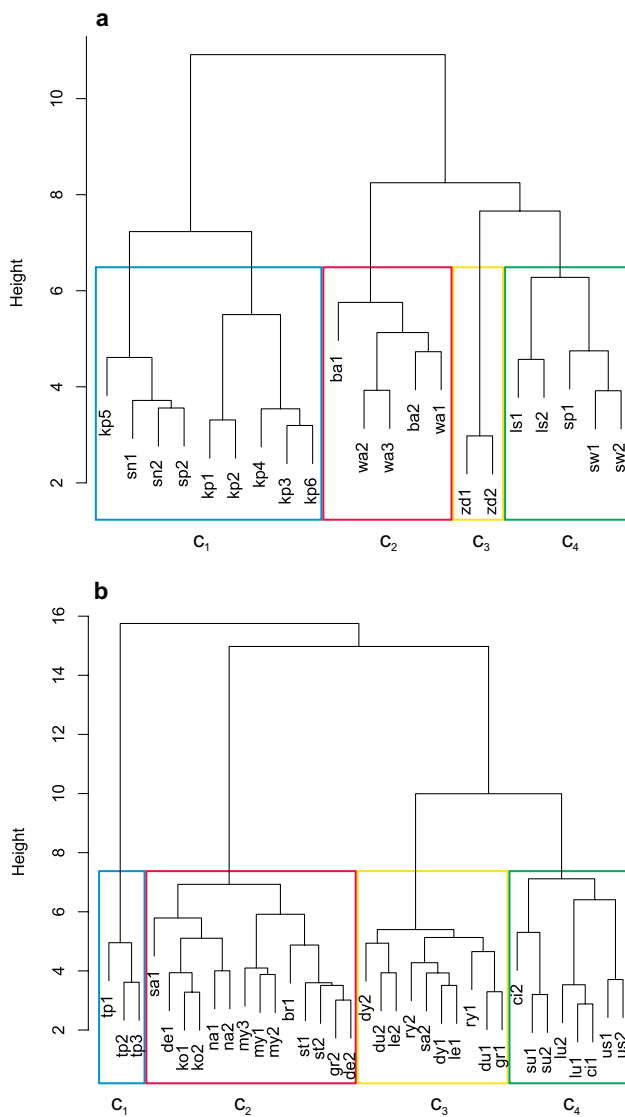 a
Height
10
8
6
4
2
kp5
sn1
sn2
sp2
kp1
kp2
kp4
kp3
kp6
ba1
wa2
wa3
ba2
wa1
zd1
zd2
ls1
ls2
sp1
sw1
sw2
C1 C2 C3 C4
b
Height
16
14
12
10
8
6
4
2
tp1
tp2
tp3
sa1
de1
ko1
ko2
na1
na2
my3
my1
my2
br1
st1
st2
gr2
de2
dy2
du2
le2
ry2
sa2
dy1
le1
ry1
du1
gr1
ci2
su1
su2
lu2
lu1
ci1
us1
us2
C1 C2 C3 C4